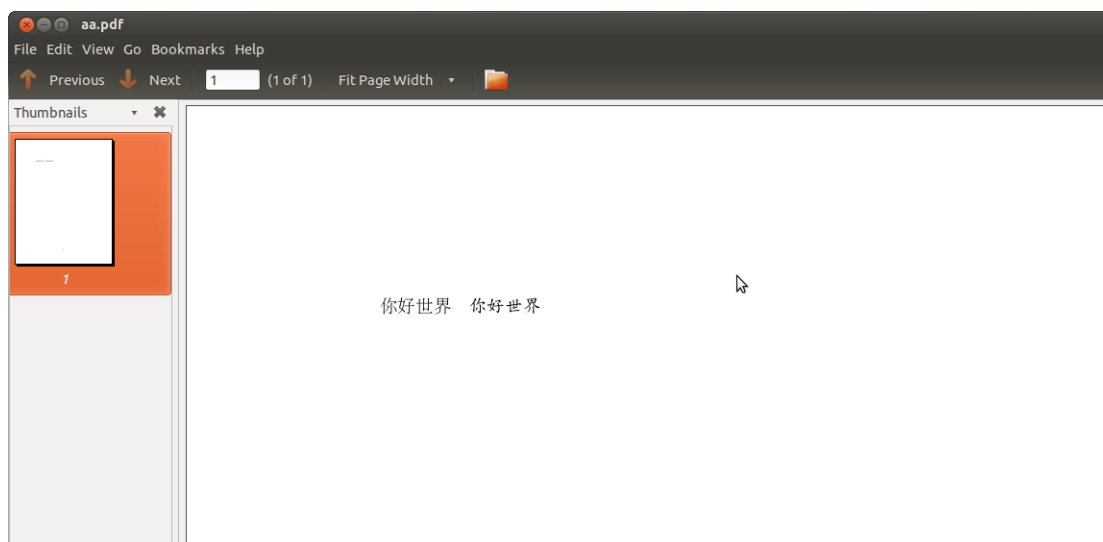 aa.pdf
File Edit View Go Bookmarks Help
Previous Next 1 (1 of 1) Fit Page Width
Thumbnails
1
你好世界 你好世界